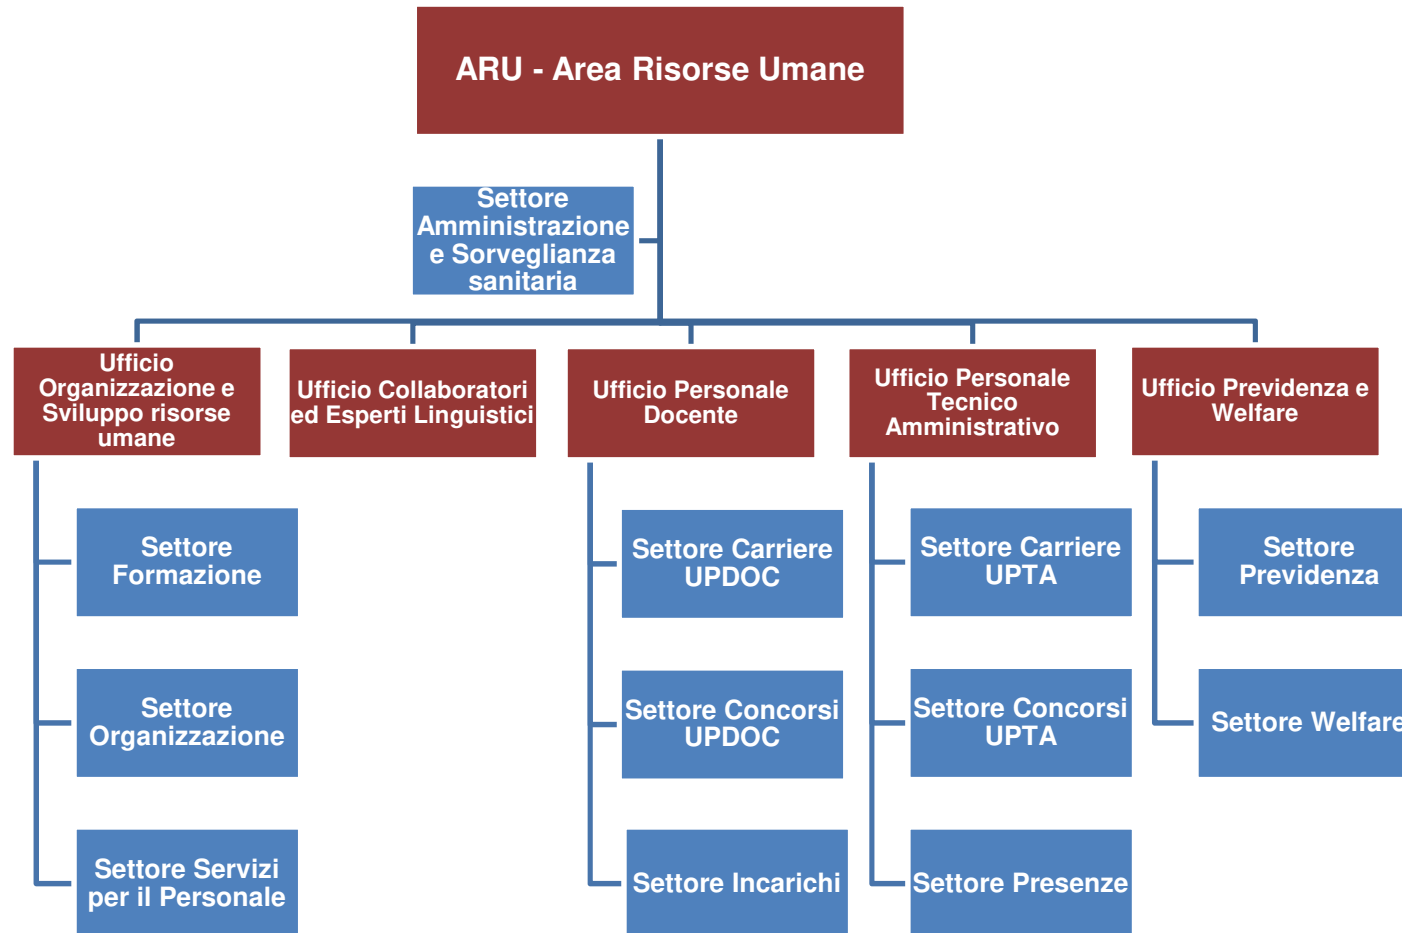 ARU - Area Risorse Umane
Settore
Amministrazione
e Sorveglianza
sanitaria
Ufficio
Organizzazione e
Sviluppo risorse
umane
Ufficio Collaboratori
ed Esperti Linguistici
Ufficio Personale
Docente
Ufficio Personale
Tecnico
Amministrativo
Ufficio Previdenza e
Welfare
Settore
Formazione
Settore
Organizzazione
Settore Servizi
per il Personale
Settore Carriere
UPDOC
Settore Concorsi
UPDOC
Settore Incarichi
Settore Carriere
UPTA
Settore Concorsi
UPTA
Settore Presenze
Settore
Previdenza
Settore Welfare